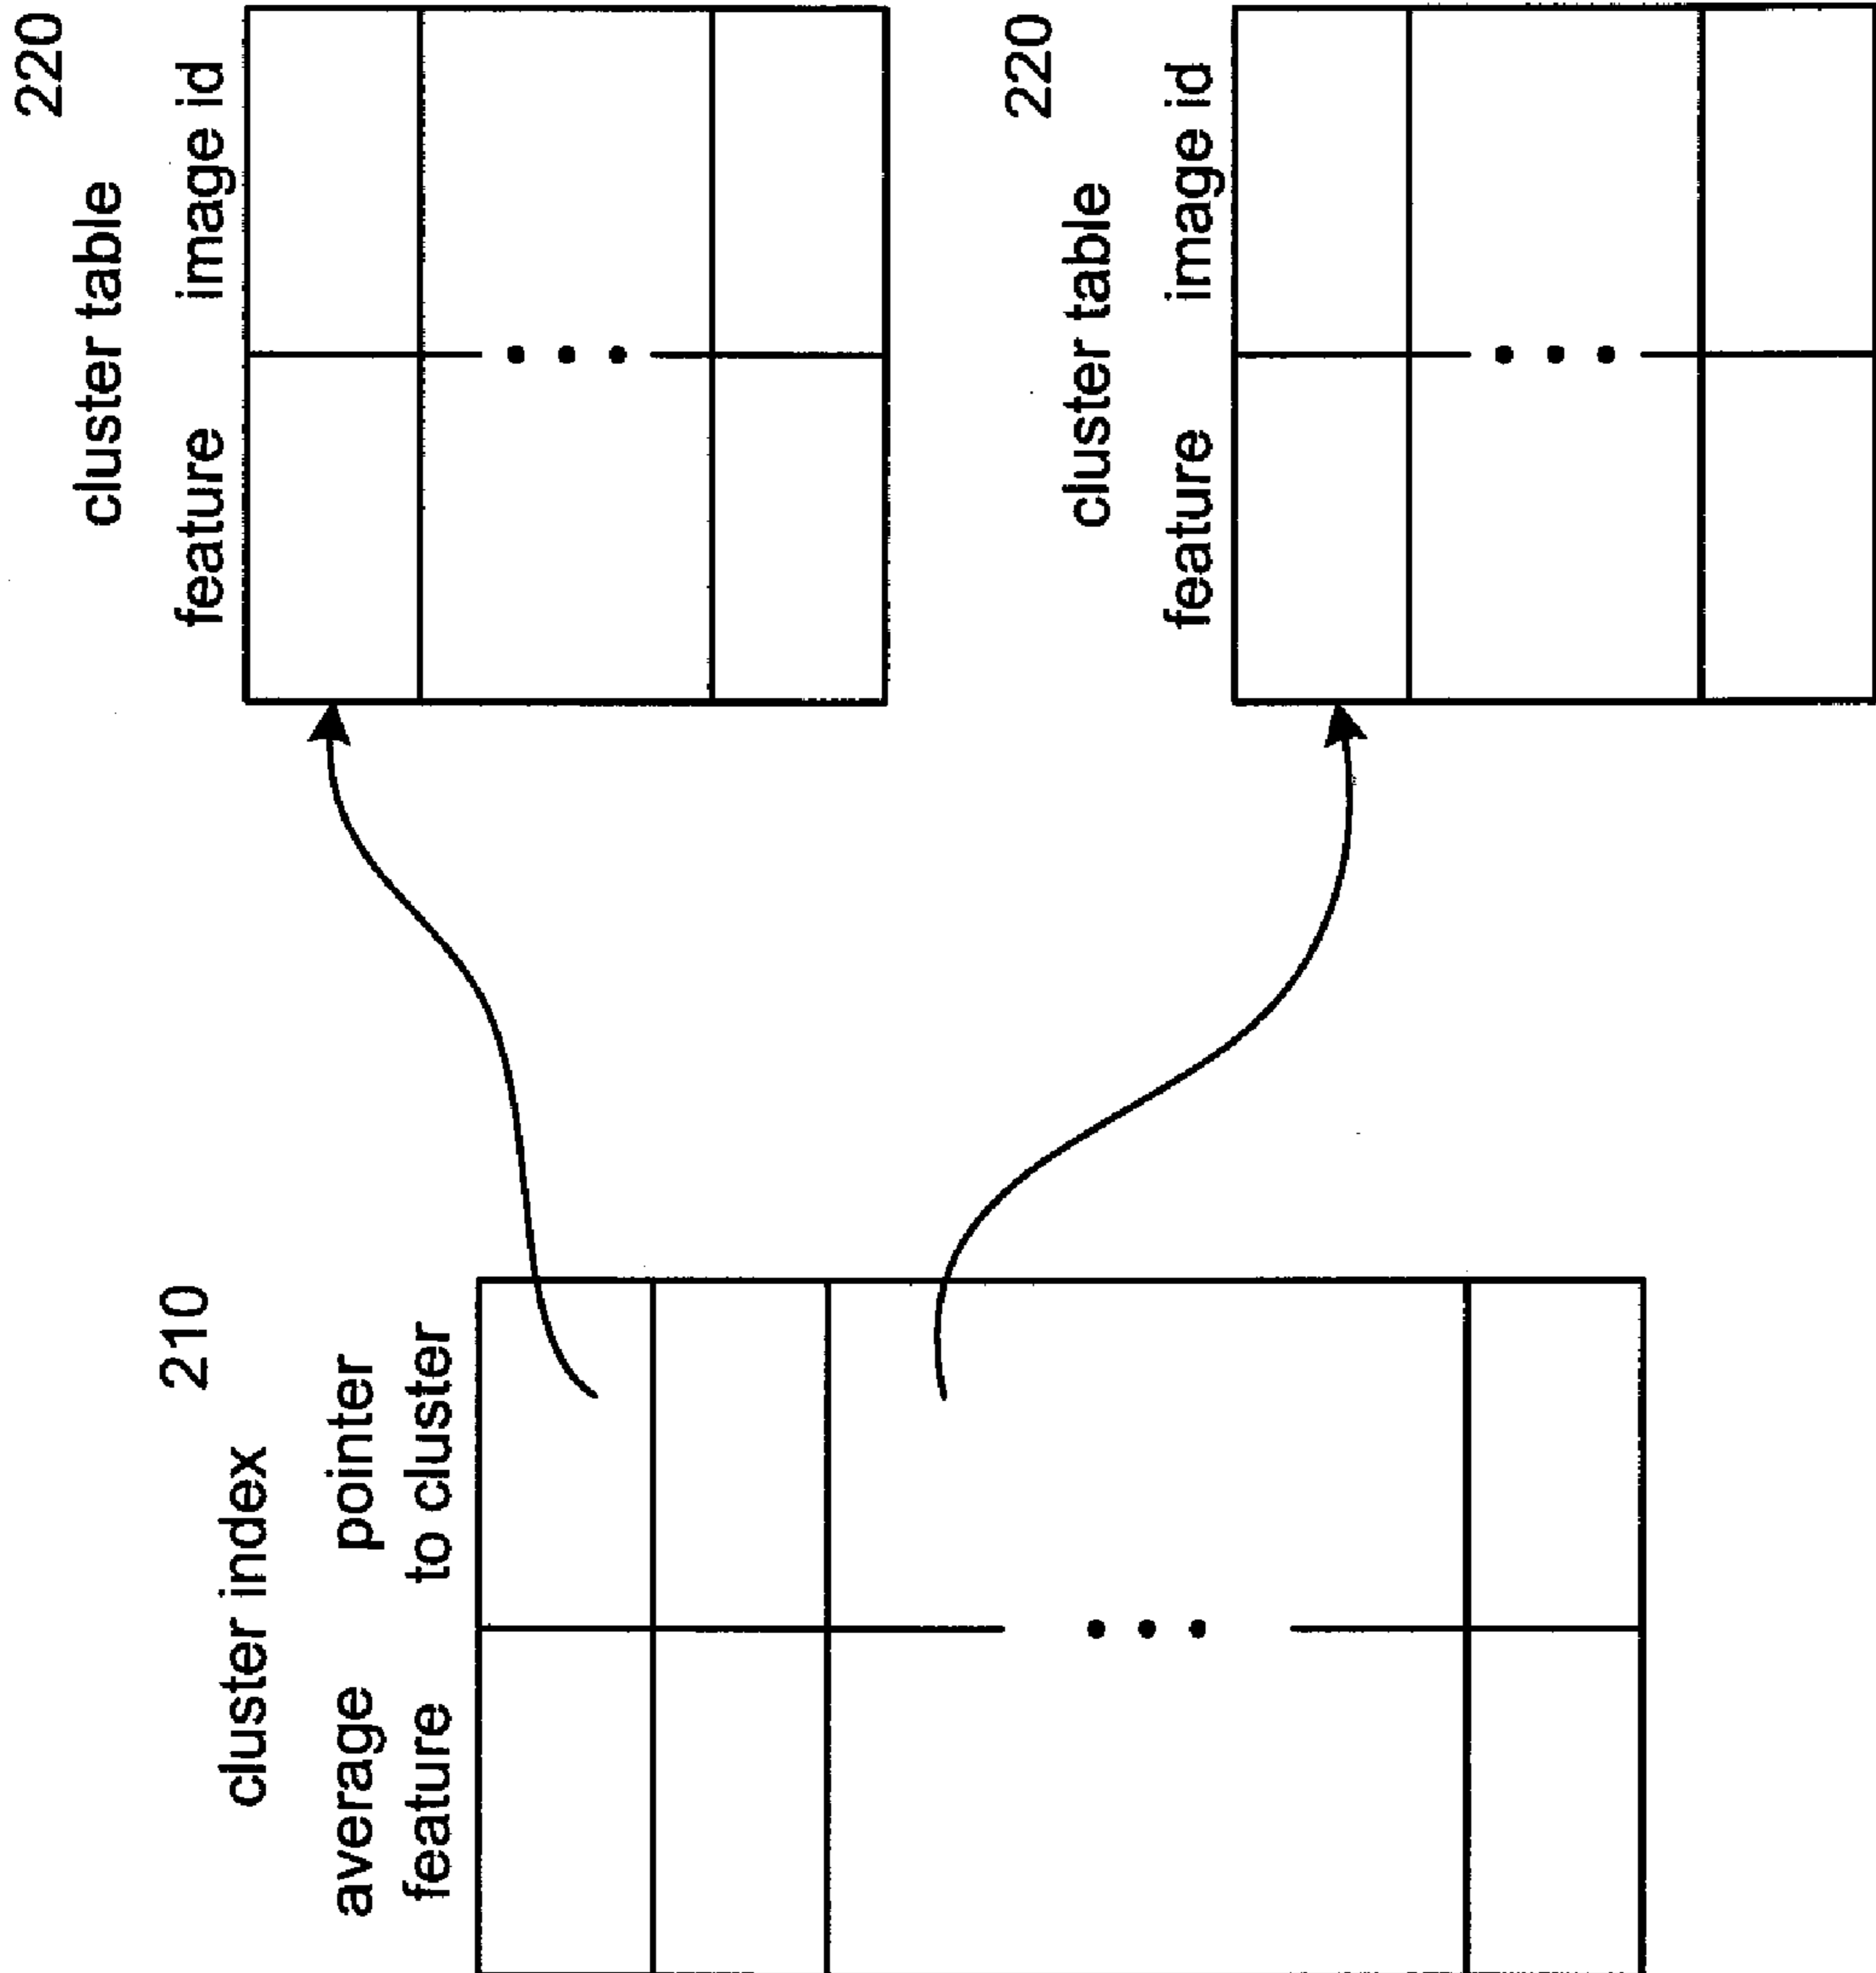 210
cluster index
average pointer
feature to cluster
220
cluster table
feature image id
220
cluster table
feature image id